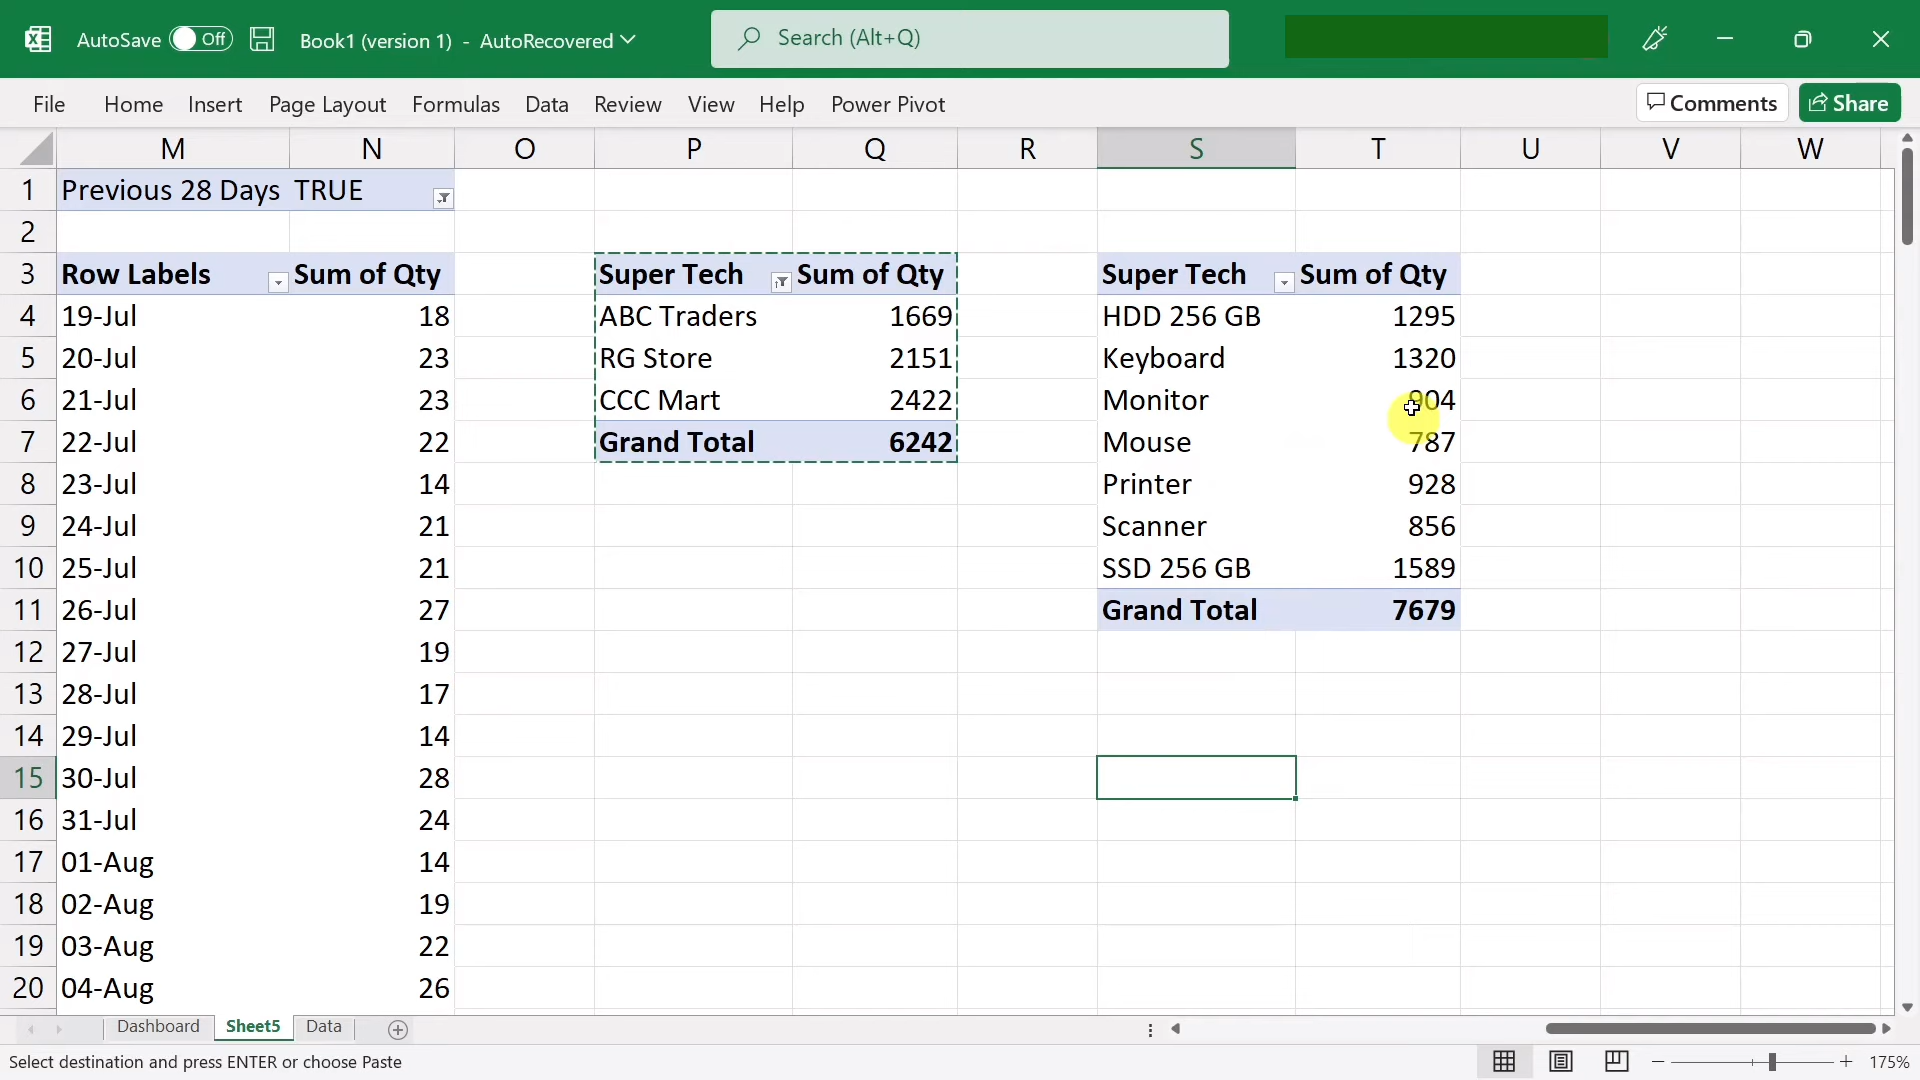 AutoSave Off Book1 (version 1) - AutoRecovered Search (Alt+Q)
File Home Insert Page Layout Formulas Data Review View Help Power Pivot Comments Share
M N O P Q R S T U V W
1 Previous 28 Days TRUE
2
3 Row Labels Sum of Qty Super Tech Sum of Qty Super Tech Sum of Qty
4 19-Jul 18 ABC Traders 1669 HDD 256 GB 1295
5 20-Jul 23 RG Store 2151 Keyboard 1320
6 21-Jul 23 CCC Mart 2422 Monitor 904
7 22-Jul 22 Grand Total 6242 Mouse 787
8 23-Jul 14 Printer 928
9 24-Jul 21 Scanner 856
10 25-Jul 21 SSD 256 GB 1589
11 26-Jul 27 Grand Total 7679
12 27-Jul 19
13 28-Jul 17
14 29-Jul 14
15 30-Jul 28
16 31-Jul 24
17 01-Aug 14
18 02-Aug 19
19 03-Aug 22
20 04-Aug 26
Dashboard Sheet5 Data
Select destination and press ENTER or choose Paste 175%